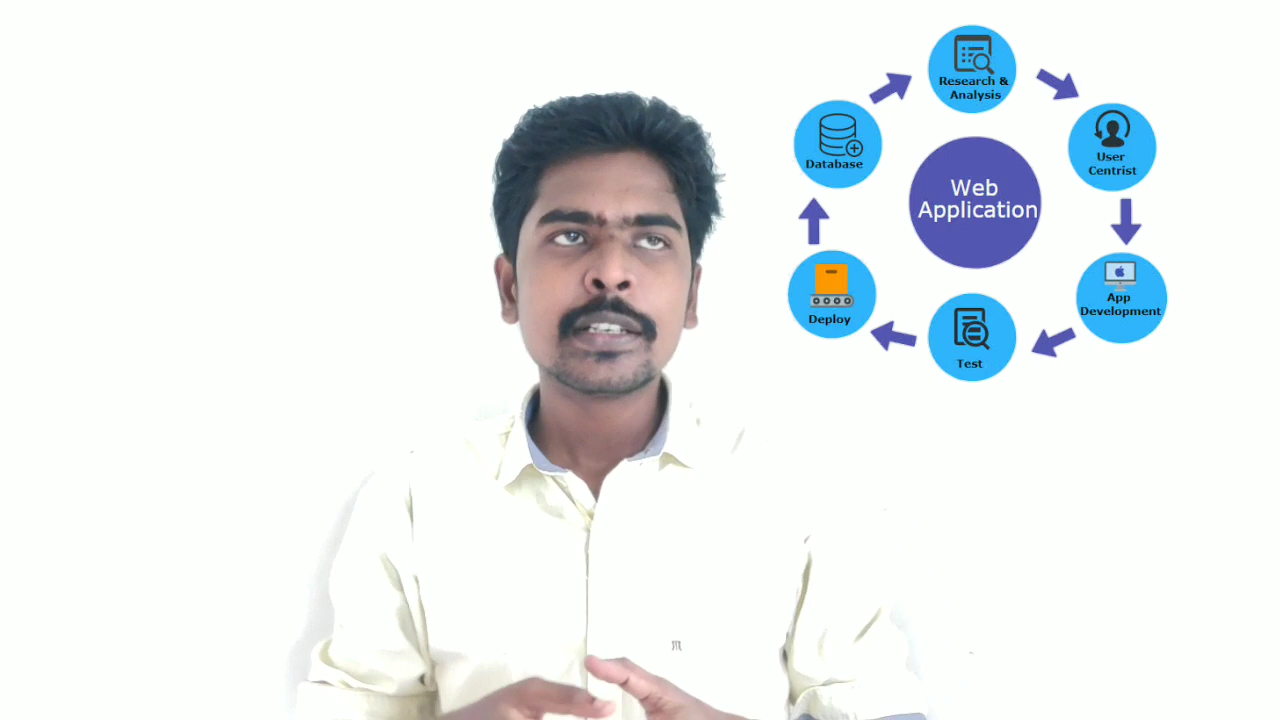 Research &
Analysis
User
Centrist
App
Development
Test
Deploy
Database
Web
Application